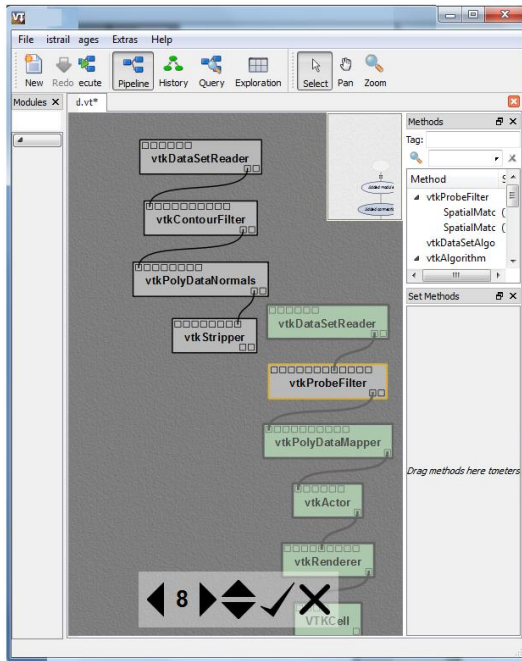 VT
File istrail ages Extras Help
New Redo ecute Pipeline History Query Exploration Select Pan Zoom
Modules X d.vt*
Methods
Tag:
Method
vtkProbeFilter
SpatialMatc (
SpatialMatc (
vtkDataSetAlgo
vtkAlgorithm
Set Methods
Drag methods here tometers
vtkDataSetReader
vtkContourFilter
vtkPolyDataNormals
vtkStripper
vtkDataSetReader
vtkProbeFilter
vtkPolyDataMapper
vtkActor
vtkRenderer
VTKCell
8